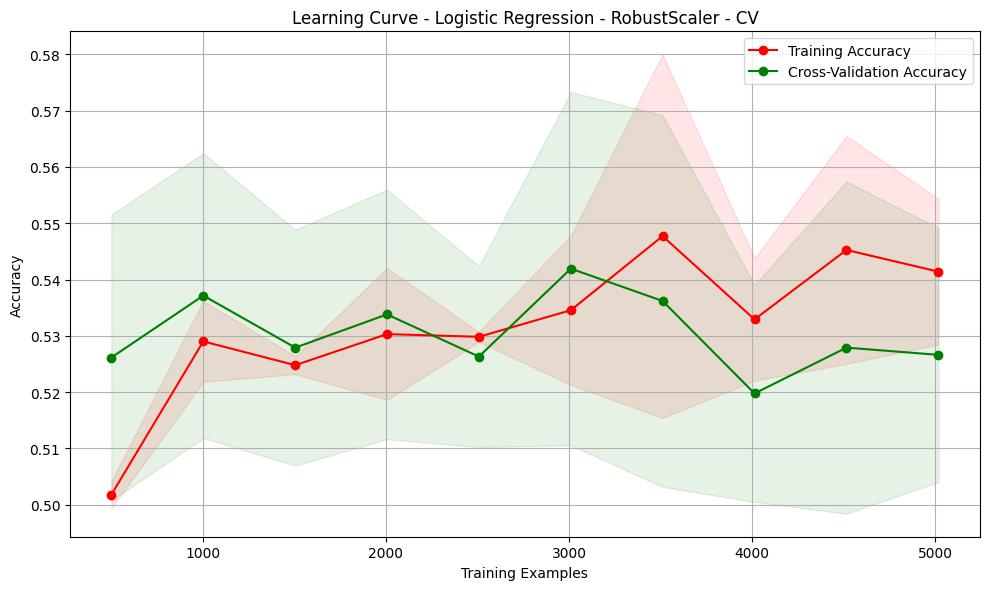 Learning Curve - Logistic Regression - RobustScaler - CV
Training Accuracy
Cross-Validation Accuracy
0.58
0.57
0.56
0.55
0.54
0.53
0.52
0.51
0.50
Accuracy
1000 2000 3000 4000 5000
Training Examples